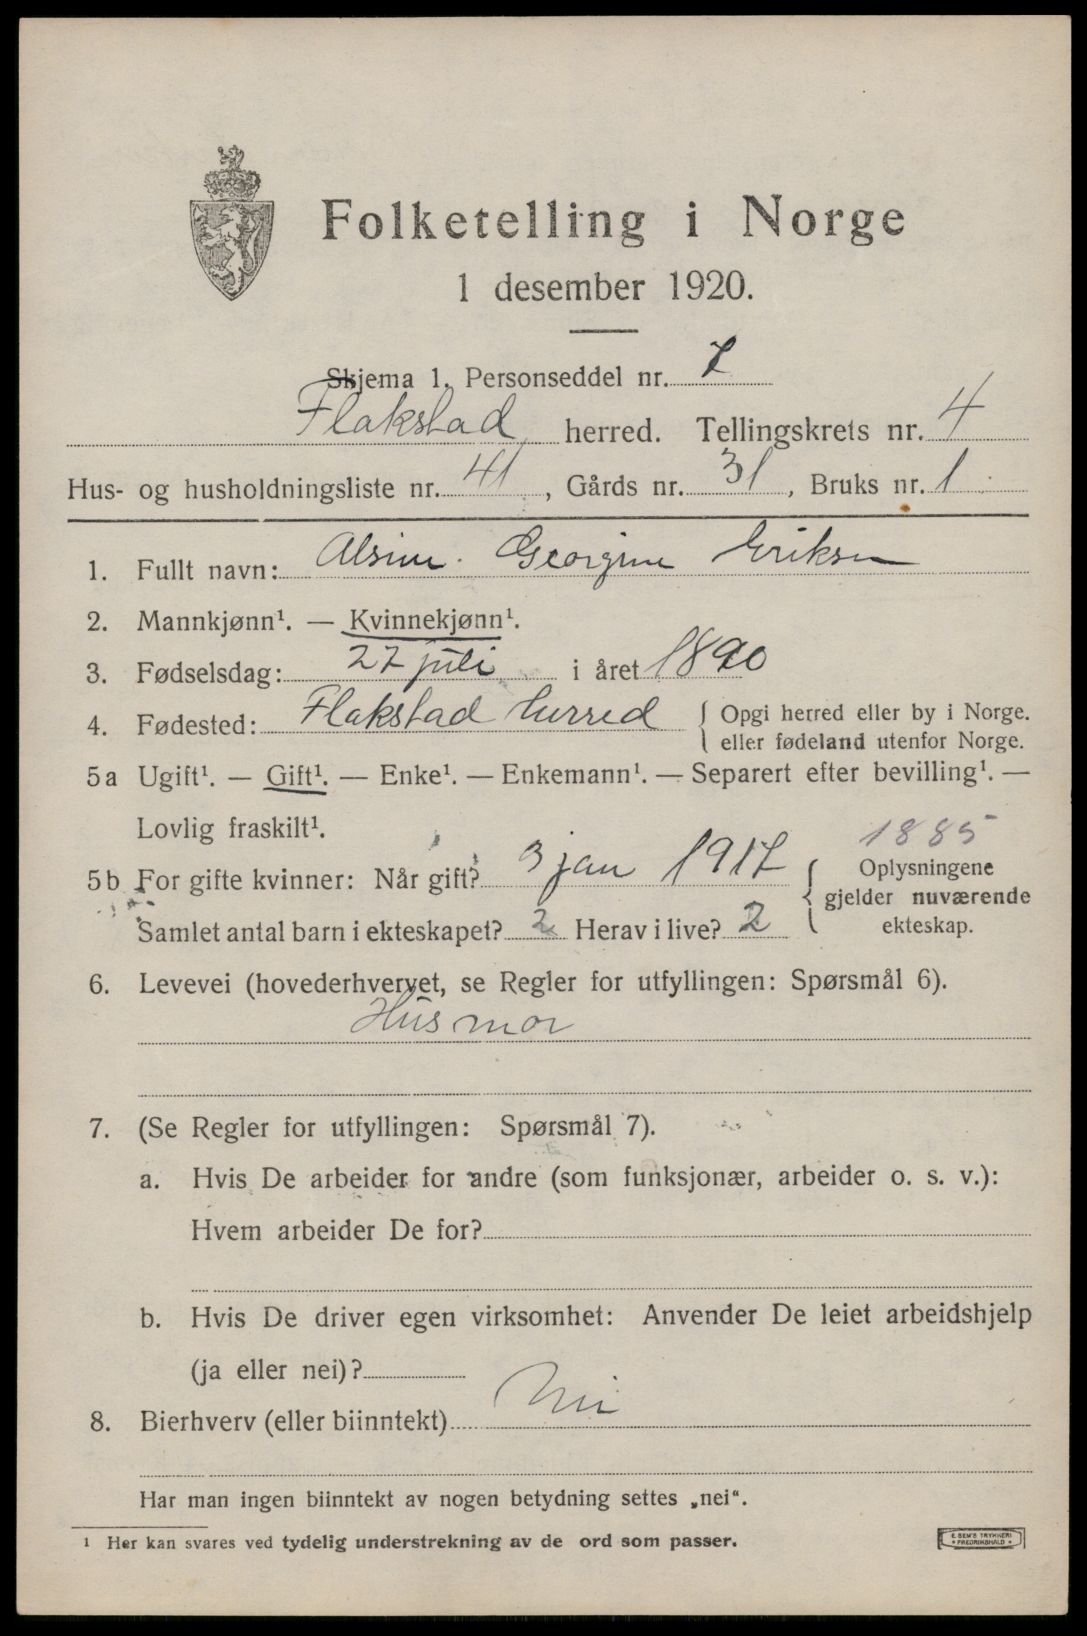 Folketelling i Norge
1 desember 1920.
Skjema 1. Personseddel nr. 2
Flakstad herred. Tellingskrets nr. 4
Hus- og husholdningsliste nr. 41, Gårds nr. 31, Bruks nr. 1
1. Fullt navn: Alsine Georgine Eriksen
2. Mannkjønn¹. — Kvinnekjønn¹.
3. Fødselsdag: 27 juli i året 1890
4. Fødested: Flakstad herred { Opgi herred eller by i Norge.
eller fødeland utenfor Norge.
5a Ugift¹. — Gift¹. — Enke¹. — Enkemann¹. — Separert efter bevilling¹. —
Lovlig fraskilt¹.
1885
5b For gifte kvinner: Når gift? 3 jan 1917 { Oplysningene
gjelder nuværende
Samlet antal barn i ekteskapet? 2 Herav i live? 2 ekteskap.
6. Levevei (hovederhvervet, se Regler for utfyllingen: Spørsmål 6).
Husmor
7. (Se Regler for utfyllingen: Spørsmål 7).
a. Hvis De arbeider for andre (som funksjonær, arbeider o. s. v.):
Hvem arbeider De for?
b. Hvis De driver egen virksomhet: Anvender De leiet arbeidshjelp
(ja eller nei)?
8. Bierhverv (eller biinntekt) Nei
Har man ingen biinntekt av nogen betydning settes „nei“.
¹ Her kan svares ved tydelig understrekning av de ord som passer.
E. SEM'S TRYKKERI
• FREDRIKSHALD •